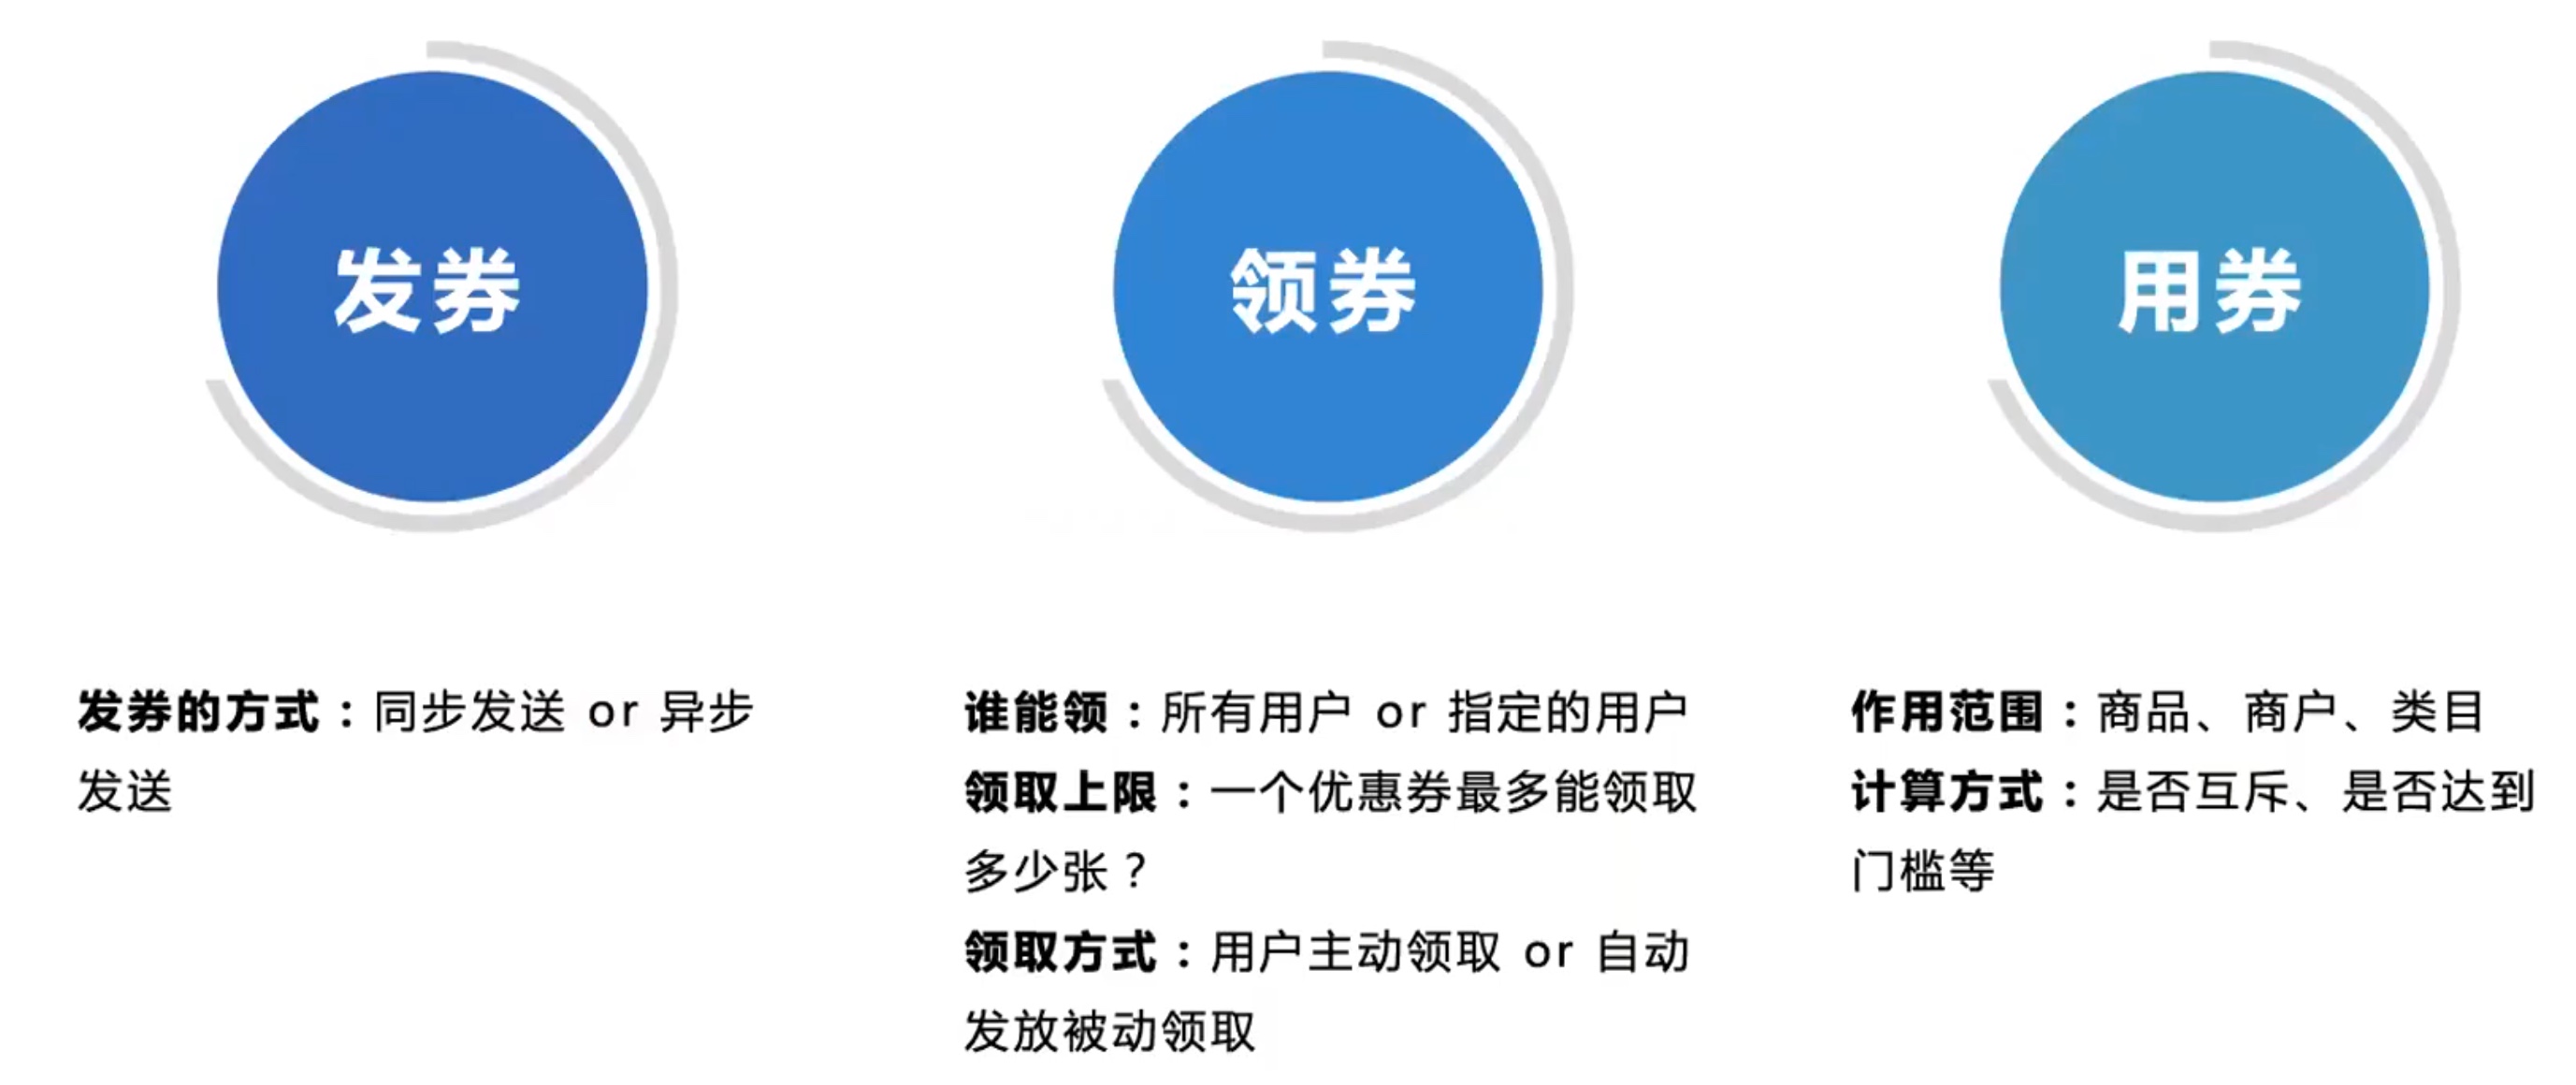 发券
领券
用券
发券的方式：同步发送 or 异步
发送
谁能领：所有用户 or 指定的用户
领取上限：一个优惠券最多能领取
多少张？
领取方式：用户主动领取 or 自动
发放被动领取
作用范围：商品、商户、类目
计算方式：是否互斥、是否达到
门槛等